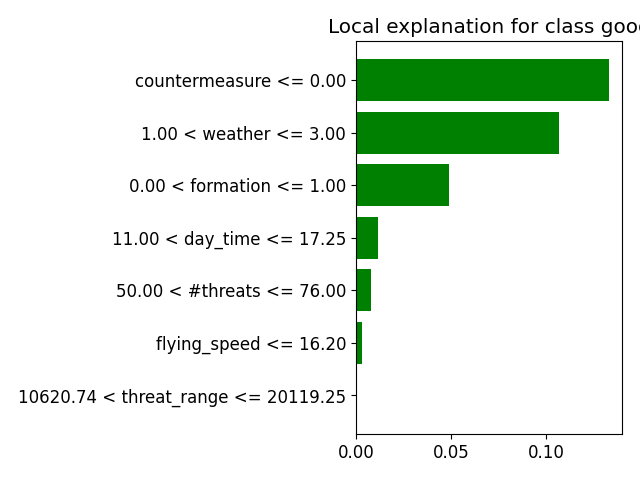 Local explanation for class goo
countermeasure <= 0.00
1.00 < weather <= 3.00
0.00 < formation <= 1.00
11.00 < day_time <= 17.25
50.00 < #threats <= 76.00
flying_speed <= 16.20
10620.74 < threat_range <= 20119.25
0.00 0.05 0.10